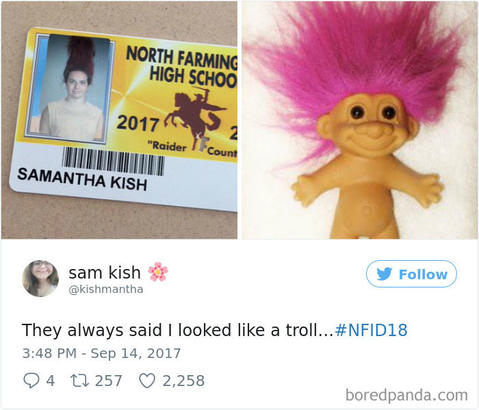 NORTH FARMING
HIGH SCHOO
2017
2
"Raider
Count
SAMANTHA KISH
sam kish
@kishmantha
Follow
They always said I looked like a troll...#NFID18
3:48 PM - Sep 14, 2017
4 257 2,258
boredpanda.com